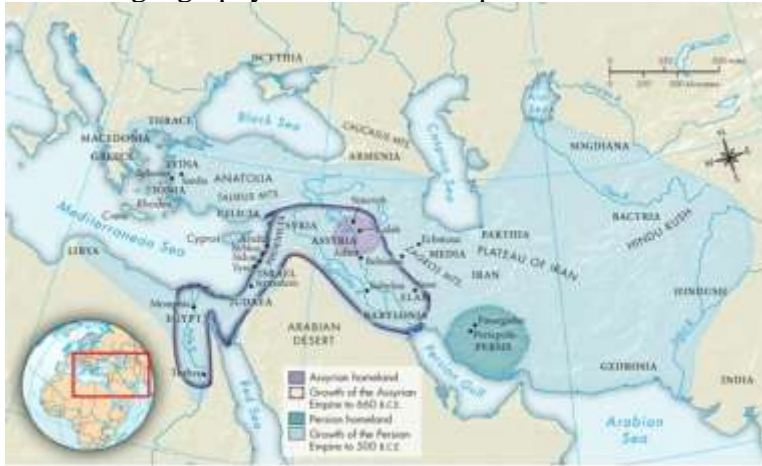 SCYTHIA
THRACE
Black Sea
CAUCASUS MTS.
Caspian Sea
SOGDIANA
MACEDONIA
ARMENIA
GREECE
LYDIA
Sardis
ANATOLIA
IONIA
TAURUS MTS.
Nineveh
BACTRIA
HINDU KUSH
Rhodes
Crete
Mediterranean Sea
Cyprus
SYRIA
Calah
ASSYRIA
Ecbatana
PARTHIA
MEDIA
PLATEAU OF IRAN
ZAGROS MTS.
IRAN
LIBYA
ISRAEL
Jerusalem
JUDAEA
Babylon
ELAM
BABYLONIA
HINDUSH
Memphis
EGYPT
ARABIAN
DESERT
Pasargadae
Persepolis
PERSIS
Thebes
Red Sea
Persian Gulf
GEDROSIA
INDIA
Arabian
Sea
Assyrian homeland
Growth of the Assyrian
Empire to 660 B.C.E.
Persian homeland
Growth of the Persian
Empire to 500 B.C.E.